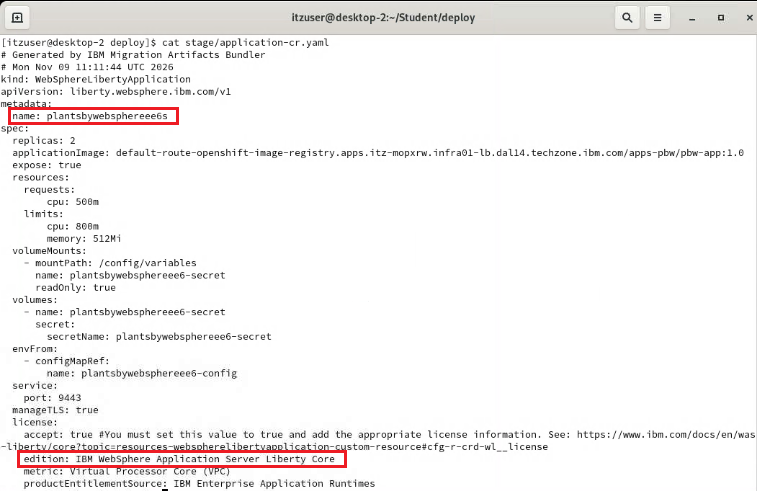 itzuser@desktop-2:~/Student/deploy
[itzuser@desktop-2 deploy]$ cat stage/application-cr.yaml
# Generated by IBM Migration Artifacts Bundler
# Mon Nov 09 11:11:44 UTC 2026
kind: WebSphereLibertyApplication
apiVersion: liberty.websphere.ibm.com/v1
metadata:
  name: plantsbywebsphereee6s
spec:
  replicas: 2
  applicationImage: default-route-openshift-image-registry.apps.itz-mopxrw.infra01-lb.dal14.techzone.ibm.com/apps-pbw/pbw-app:1.0
  expose: true
  resources:
    requests:
        cpu: 500m
    limits:
        cpu: 800m
        memory: 512Mi
  volumeMounts:
    - mountPath: /config/variables
      name: plantsbywebsphereee6-secret
      readOnly: true
  volumes:
    - name: plantsbywebsphereee6-secret
      secret:
        secretName: plantsbywebsphereee6-secret
  envFrom:
    - configMapRef:
        name: plantsbywebsphereee6-config
  service:
    port: 9443
  manageTLS: true
  license:
    accept: true #You must set this value to true and add the appropriate license information. See: https://www.ibm.com/docs/en/was
-liberty/core?topic=resources-webspherelibertyapplication-custom-resource#cfg-r-crd-wl__license
    edition: IBM WebSphere Application Server Liberty Core
    metric: Virtual Processor Core (VPC)
    productEntitlementSource: IBM Enterprise Application Runtimes